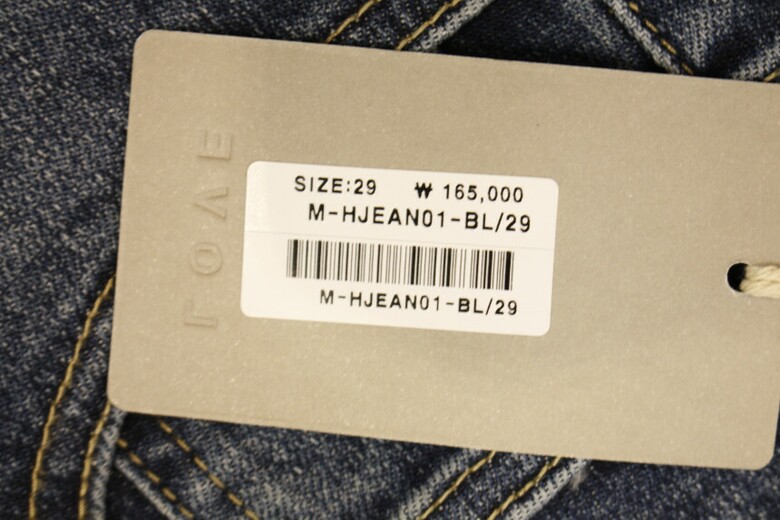 LOVE
SIZE:29 ₩ 165,000
M-HJEAN01-BL/29
M-HJEAN01-BL/29